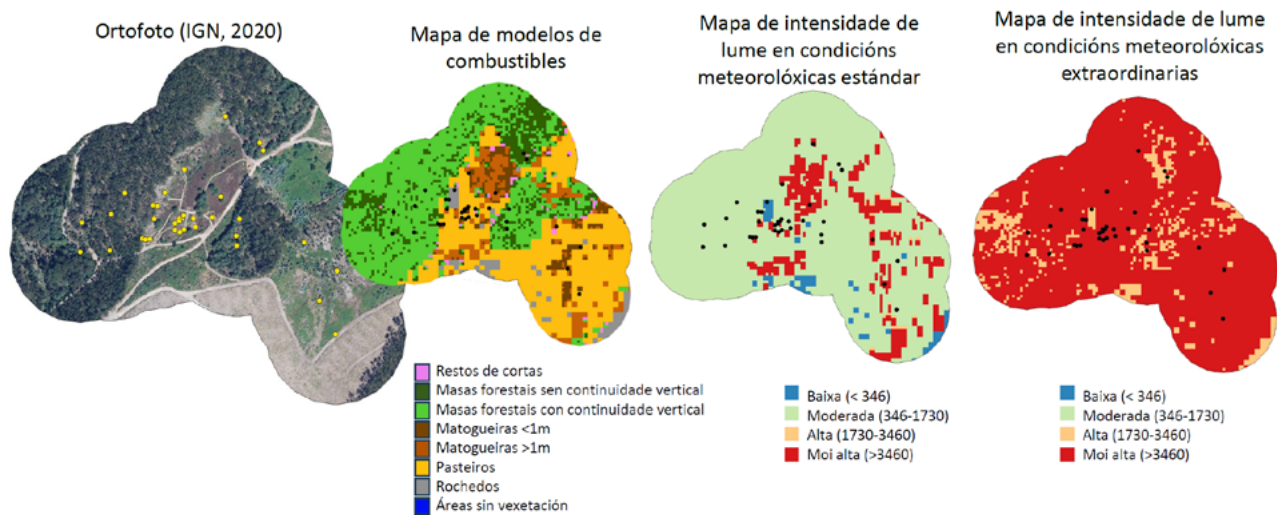 Ortofoto (IGN, 2020)
Mapa de modelos de
combustibles
Mapa de intensidade de
lume en condicións
meteorolóxicas estándar
Mapa de intensidade de lume
en condicións meteorolóxicas
extraordinarias
Restos de cortas
Masas forestais sen continuidade vertical
Masas forestais con continuidade vertical
Matogueiras <1m
Matogueiras >1m
Pasteiros
Rochedos
Áreas sin vexetación
Baixa (< 346)
Moderada (346-1730)
Alta (1730-3460)
Moi alta (>3460)
Baixa (< 346)
Moderada (346-1730)
Alta (1730-3460)
Moi alta (>3460)